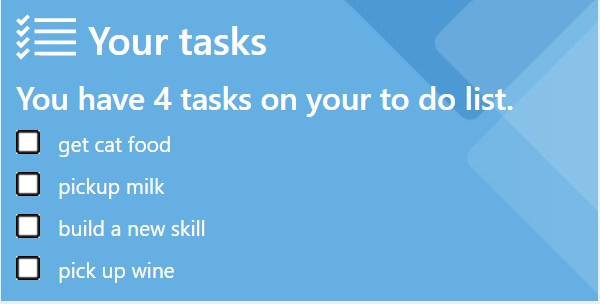 Your tasks
You have 4 tasks on your to do list.
get cat food
pickup milk
build a new skill
pick up wine